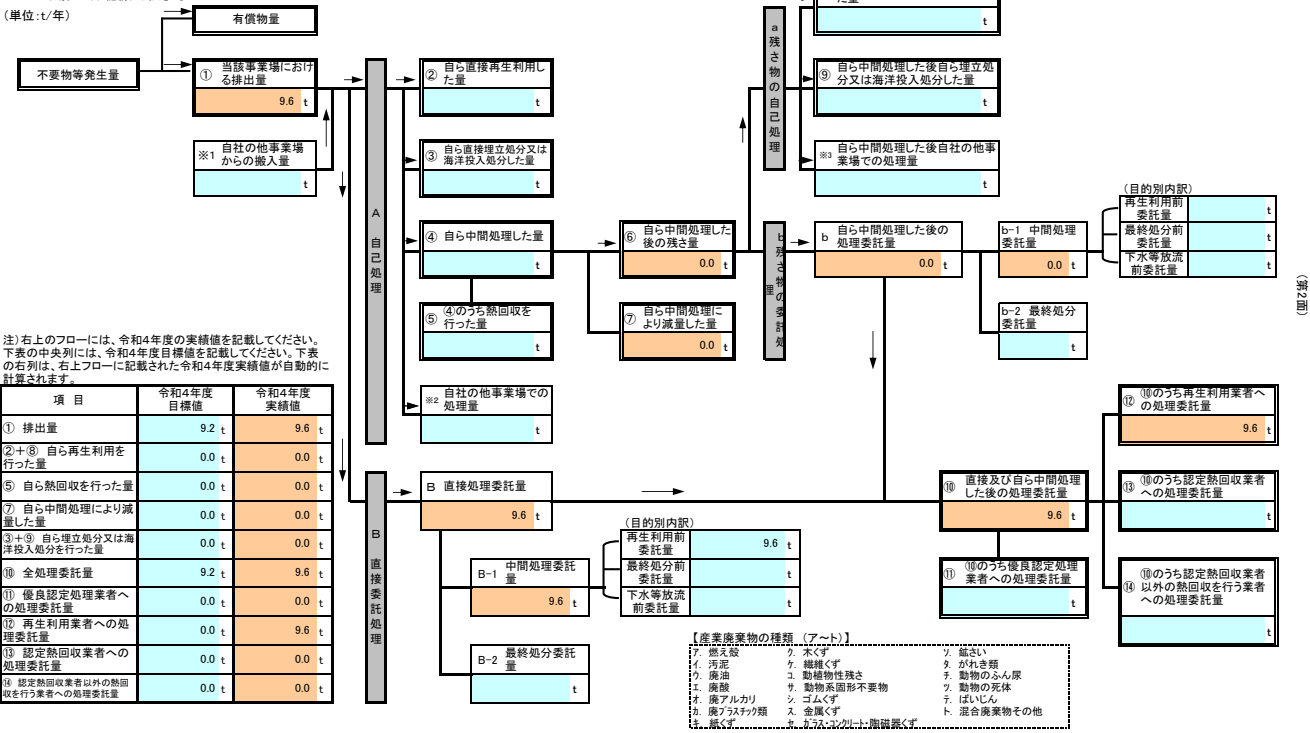 (単位:t/年)
有償物量
不要物等発生量
① 当該事業場におけ
る排出量
9.6 t
※1 自社の他事業場
からの搬入量
t
A
自
己
処
理
② 自ら直接再生利用し
た量
t
③ 自ら直接埋立処分又は
海洋投入処分した量
t
④ 自ら中間処理した量
t
⑤ ④のうち熱回収を
行った量
t
※2 自社の他事業場での
処理量
t
⑥ 自ら中間処理した
後の残さ量
0.0 t
⑦ 自ら中間処理に
より減量した量
0.0 t
a
残
さ
物
の
自
己
処
理
た量
t
⑨ 自ら中間処理した後自ら埋立処
分又は海洋投入処分した量
t
※3 自ら中間処理した後自社の他事
業場での処理量
t
b
残
さ
物
の
委
託
処
理
b 自ら中間処理した後の
処理委託量
0.0 t
b-1 中間処理
委託量
0.0 t
b-2 最終処分
委託量
t
(目的別内訳)
再生利用前
委託量 t
最終処分前
委託量 t
下水等放流
前委託量 t
(第2面)
注)右上のフローには、令和4年度の実績値を記載してください。
下表の中央列には、令和4年度目標値を記載してください。下表
の右列は、右上フローに記載された令和4年度実績値が自動的に
計算されます。
項 目 令和4年度
目標値 令和4年度
実績値
① 排出量 9.2 t 9.6 t
②+⑧ 自ら再生利用を
行った量 0.0 t 0.0 t
⑤ 自ら熱回収を行った量 0.0 t 0.0 t
⑦ 自ら中間処理により減
量した量 0.0 t 0.0 t
③+⑨ 自ら埋立処分又は海
洋投入処分を行った量 0.0 t 0.0 t
⑩ 全処理委託量 9.2 t 9.6 t
⑪ 優良認定処理業者へ
の処理委託量 0.0 t 0.0 t
⑫ 再生利用業者への処
理委託量 0.0 t 9.6 t
⑬ 認定熱回収業者への
処理委託量 0.0 t 0.0 t
⑭ 認定熱回収業者以外の熱回
収を行う業者への処理委託量 0.0 t 0.0 t
B
直
接
委
託
処
理
B 直接処理委託量
9.6 t
B-1 中間処理委託
量
9.6 t
B-2 最終処分委託
量
t
(目的別内訳)
再生利用前
委託量 9.6 t
最終処分前
委託量 t
下水等放流
前委託量 t
⑩ 直接及び自ら中間処理
した後の処理委託量
9.6 t
⑪ ⑩のうち優良認定処理
業者への処理委託量
t
⑫ ⑩のうち再生利用業者へ
の処理委託量
9.6 t
⑬ ⑩のうち認定熱回収業者
への処理委託量
t
⑭ ⑩のうち認定熱回収業者
以外の熱回収を行う業者
への処理委託量
t
【産業廃棄物の種類 (ア~ト)】
ア. 燃え殻 ク. 木くず ソ. 鉱さい
イ. 汚泥 ケ. 繊維くず タ. がれき類
ウ. 廃油 コ. 動植物性残さ チ. 動物のふん尿
エ. 廃酸 サ. 動物系固形不要物 ツ. 動物の死体
オ. 廃アルカリ シ. ゴムくず テ. ばいじん
カ. 廃プラスチック類 ス. 金属くず ト. 混合廃棄物その他
キ. 紙くず セ. ガラス・コンクリート・陶磁器くず